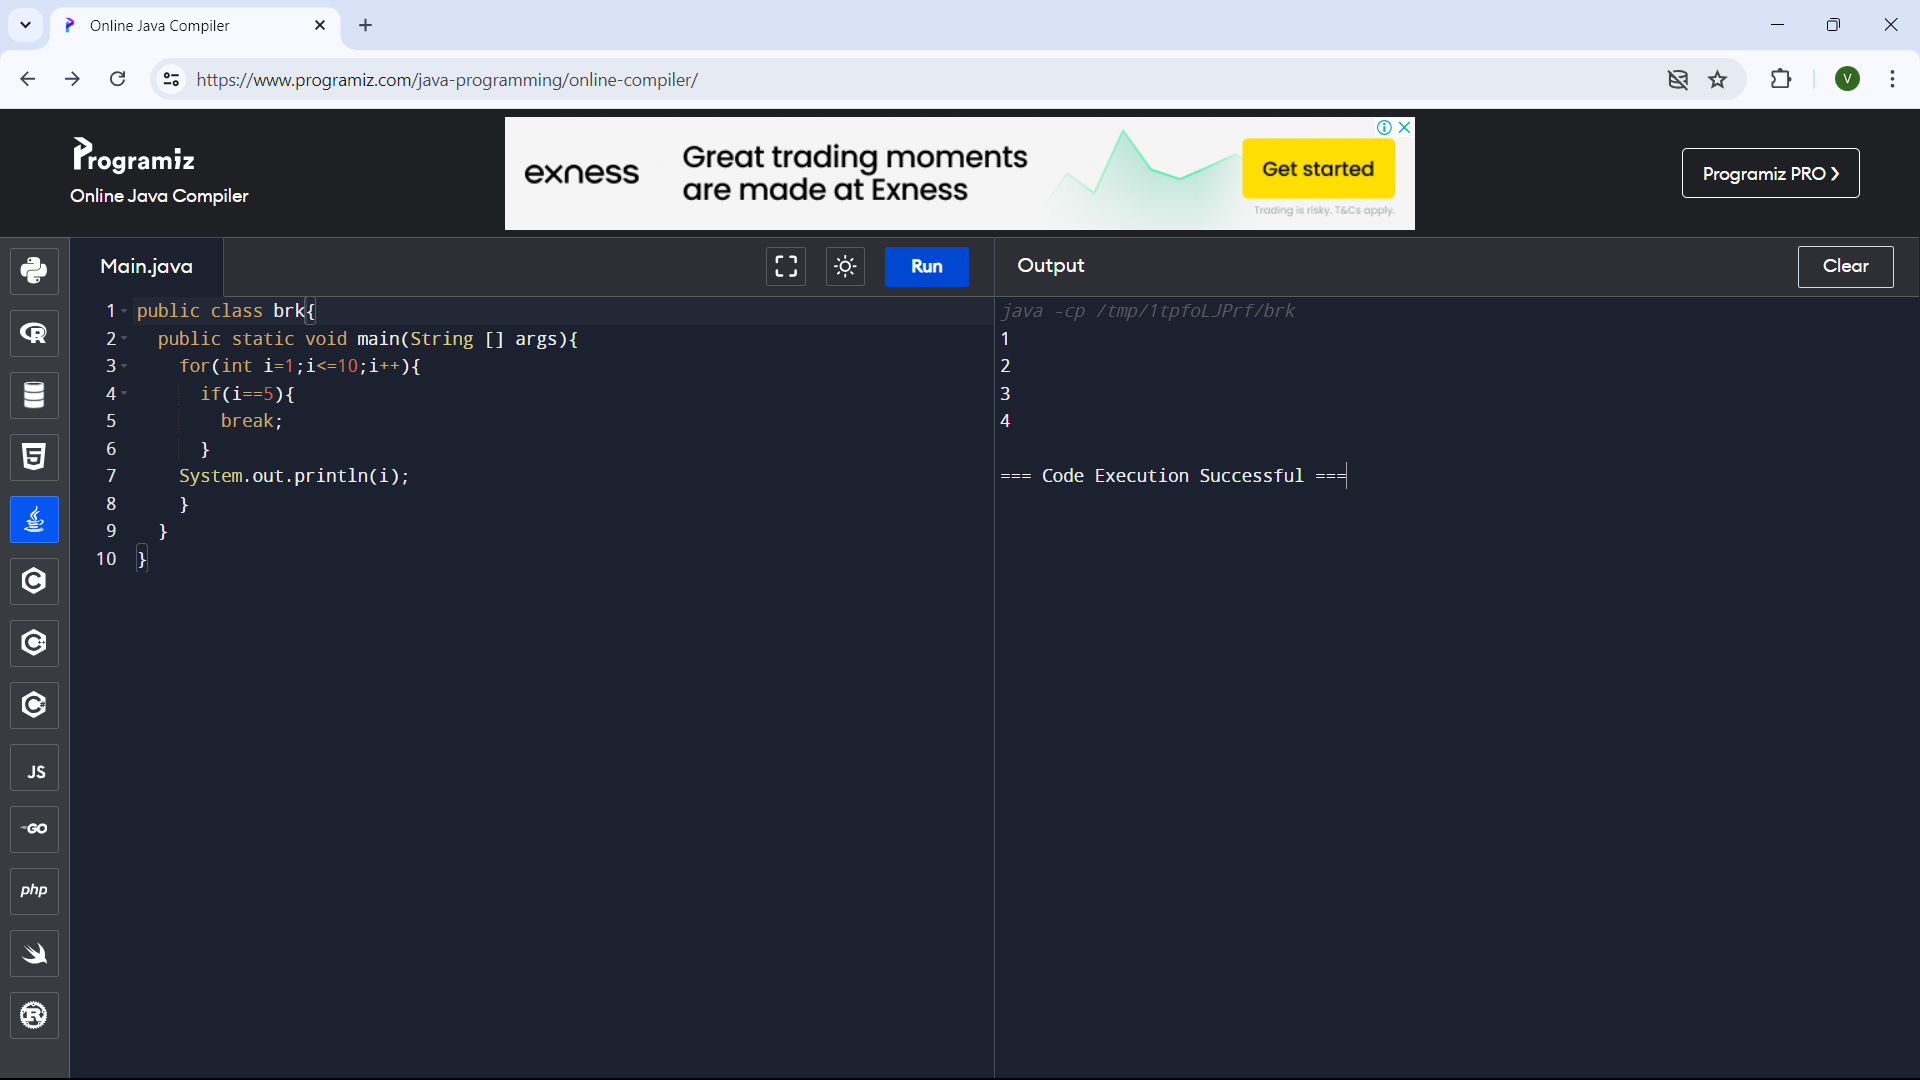 Online Java Compiler
https://www.programiz.com/java-programming/online-compiler/
V
Programiz
Online Java Compiler
exness
Great trading moments
are made at Exness
Get started
Trading is risky. T&Cs apply.
Programiz PRO ❯
Main.java
Run
Output
Clear
1 public class brk{
2 public static void main(String [] args){
3 for(int i=1;i<=10;i++){
4 if(i==5){
5 break;
6 }
7 System.out.println(i);
8 }
9 }
10 }
java -cp /tmp/1tpfoLJPrf/brk
1
2
3
4
=== Code Execution Successful ===
R
5
C
C++
C#
JS
GO
php
R